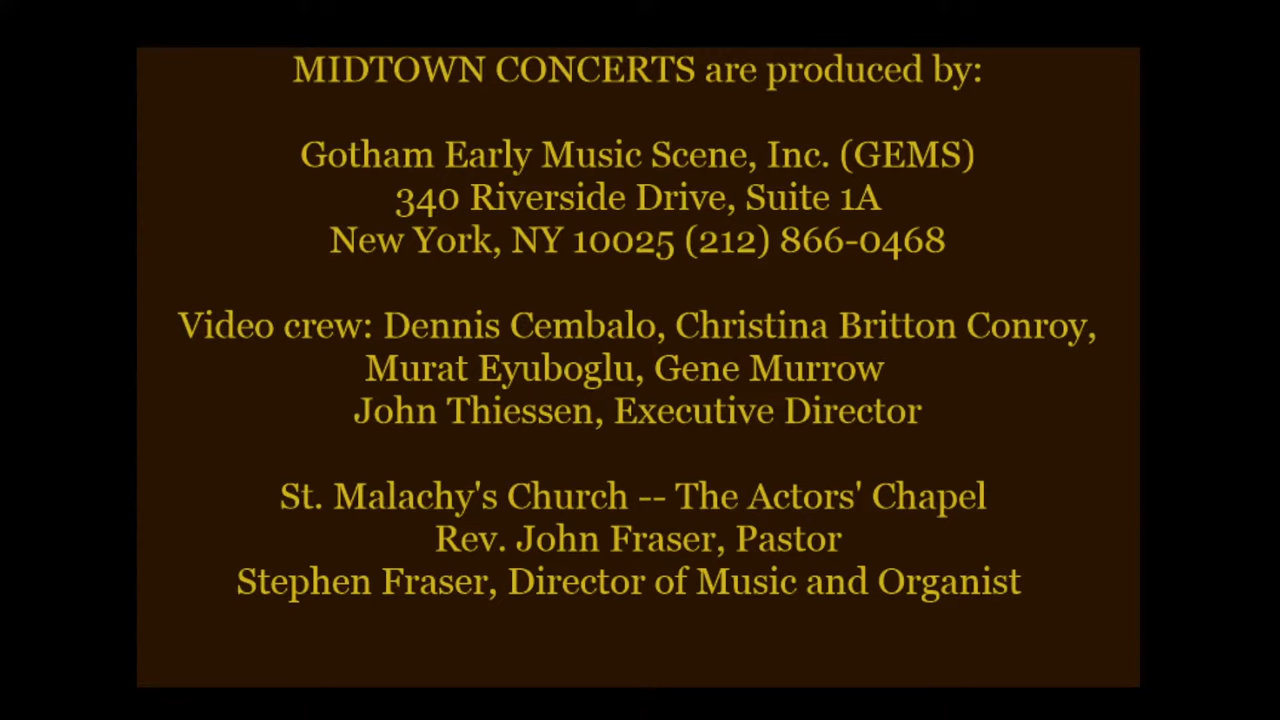 MIDTOWN CONCERTS are produced by:
Gotham Early Music Scene, Inc. (GEMS)
340 Riverside Drive, Suite 1A
New York, NY 10025 (212) 866-0468
Video crew: Dennis Cembalo, Christina Britton Conroy,
Murat Eyuboglu, Gene Murrow
John Thiessen, Executive Director
St. Malachy's Church -- The Actors' Chapel
Rev. John Fraser, Pastor
Stephen Fraser, Director of Music and Organist